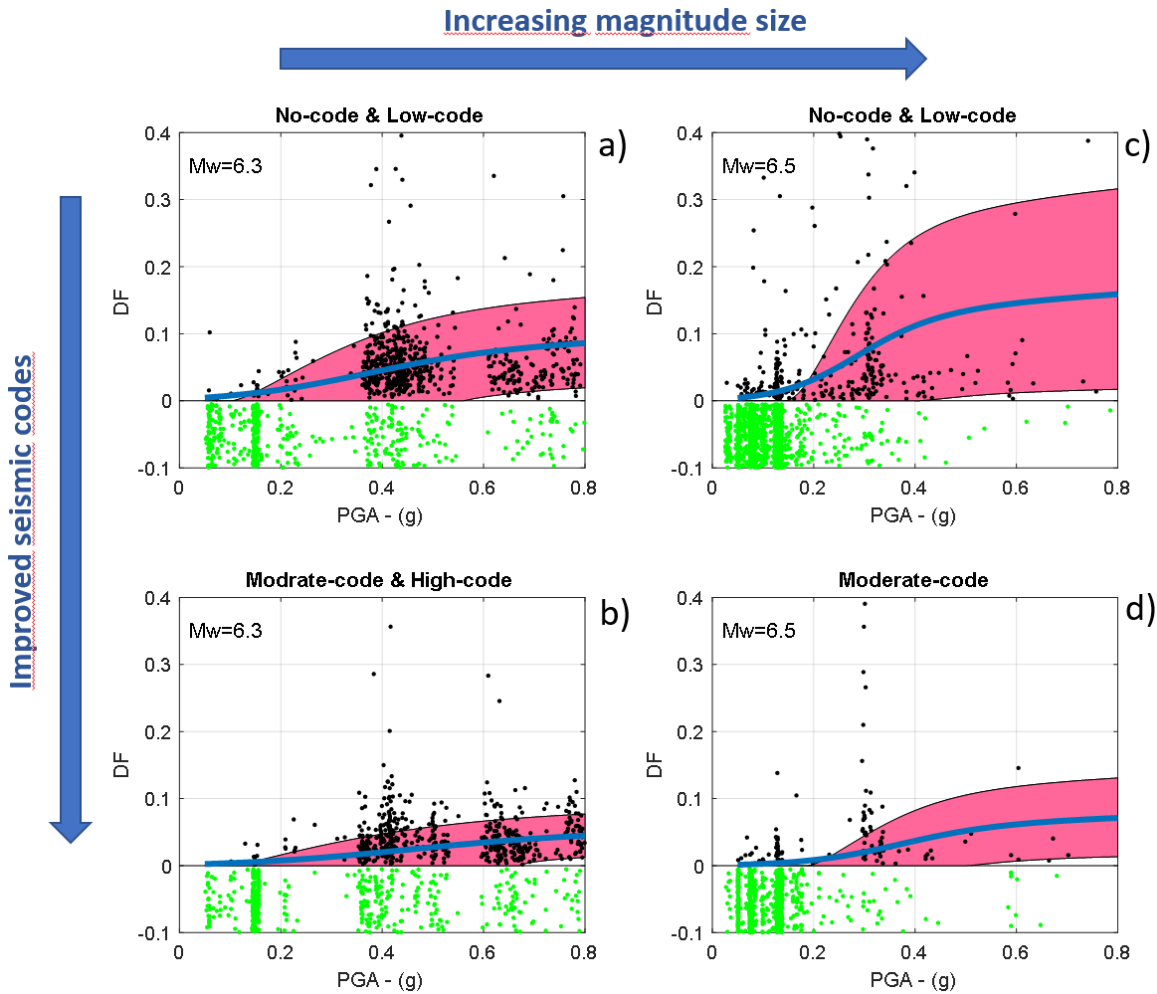 Increasing magnitude size
Improved seismic codes
No-code & Low-code
a)
Mw=6.3
DF
0.4
0.3
0.2
0.1
0
-0.1
0 0.2 0.4 0.6 0.8
PGA - (g)
No-code & Low-code
c)
Mw=6.5
DF
0.4
0.3
0.2
0.1
0
-0.1
0 0.2 0.4 0.6 0.8
PGA - (g)
Modrate-code & High-code
b)
Mw=6.3
DF
0.4
0.3
0.2
0.1
0
-0.1
0 0.2 0.4 0.6 0.8
PGA - (g)
Moderate-code
d)
Mw=6.5
DF
0.4
0.3
0.2
0.1
0
-0.1
0 0.2 0.4 0.6 0.8
PGA - (g)